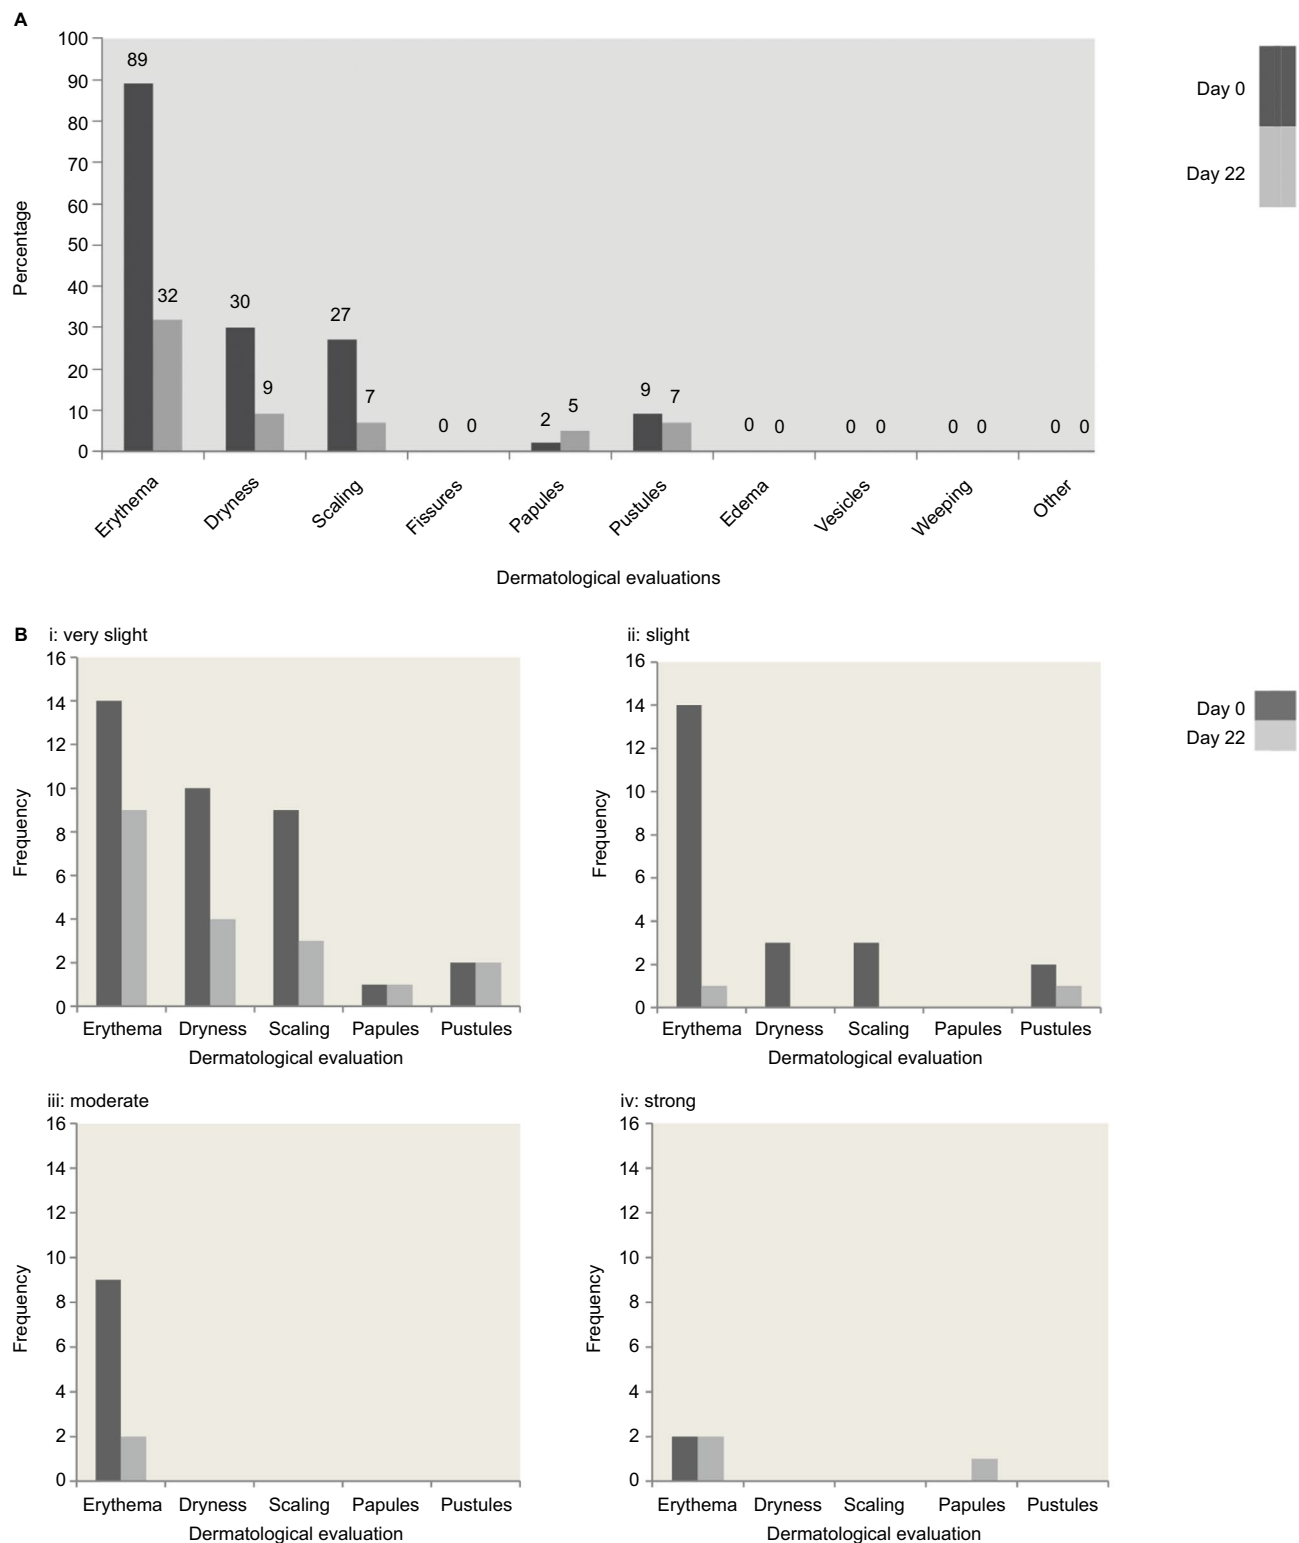 A
100
90
80
70
60
50
40
30
20
10
0
Percentage
89
32
30
9
27
7
0 0
2
5
9 7
0 0
0 0
0 0
0 0
Erythema
Dryness
Scaling
Fissures
Papules
Pustules
Edema
Vesicles
Weeping
Other
Dermatological evaluations
Day 0
Day 22
B i: very slight
16
14
12
10
8
6
4
2
0
Frequency
Erythema Dryness Scaling Papules Pustules
Dermatological evaluation
ii: slight
16
14
12
10
8
6
4
2
0
Frequency
Erythema Dryness Scaling Papules Pustules
Dermatological evaluation
Day 0
Day 22
iii: moderate
16
14
12
10
8
6
4
2
0
Frequency
Erythema Dryness Scaling Papules Pustules
Dermatological evaluation
iv: strong
16
14
12
10
8
6
4
2
0
Frequency
Erythema Dryness Scaling Papules Pustules
Dermatological evaluation